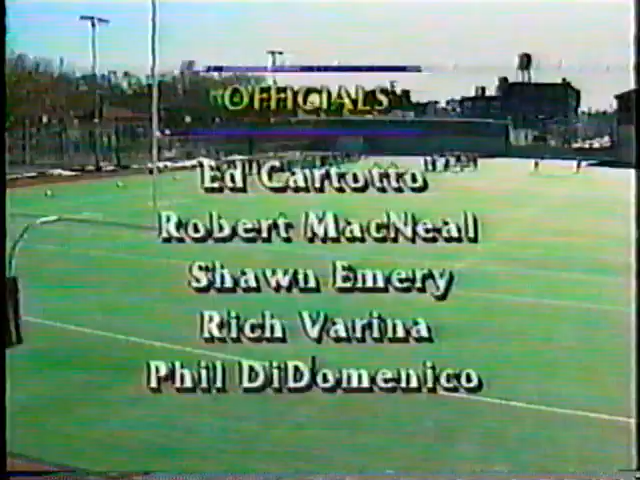 OFFICIALS
Ed Cartotto
Robert MacNeal
Shawn Emery
Rich Varina
Phil DiDomenico